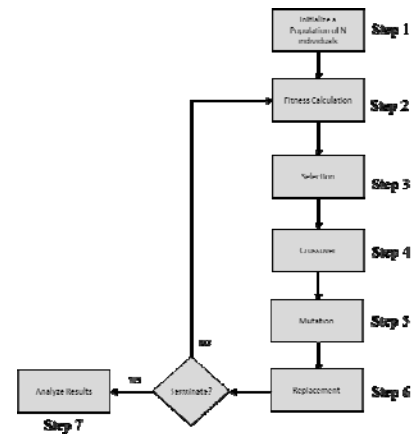 Initialize a
Population of N
individuals
Step 1
Fitness Calculation
Step 2
Selection
Step 3
Crossover
Step 4
Mutation
Step 5
Replacement
Step 6
Terminate?
NO
YES
Analyze Results
Step 7